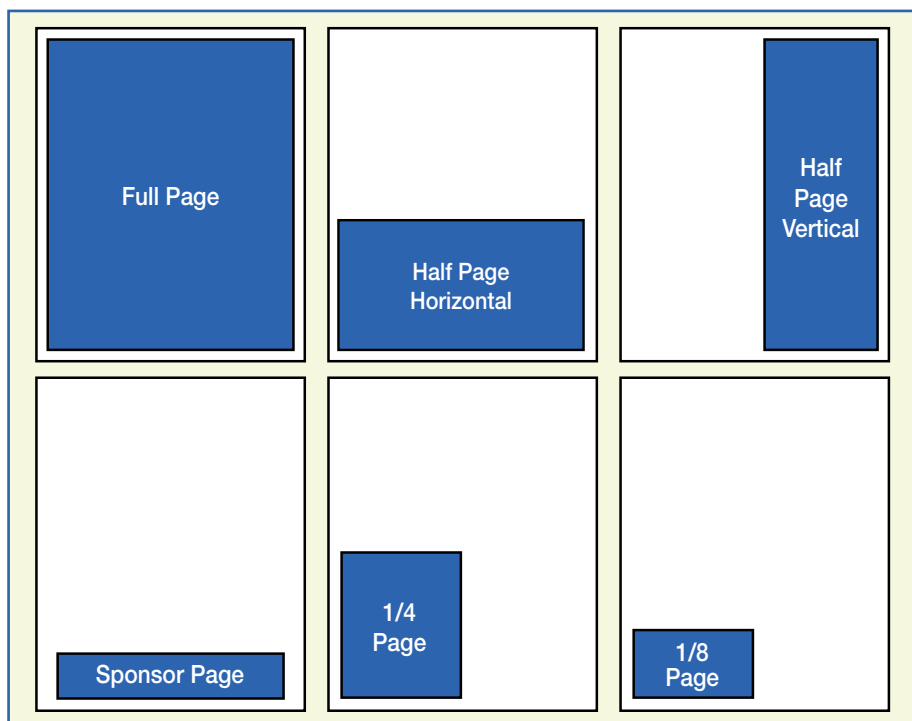 Full Page
Half Page
Horizontal
Half
Page
Vertical
Sponsor Page
1/4
Page
1/8
Page